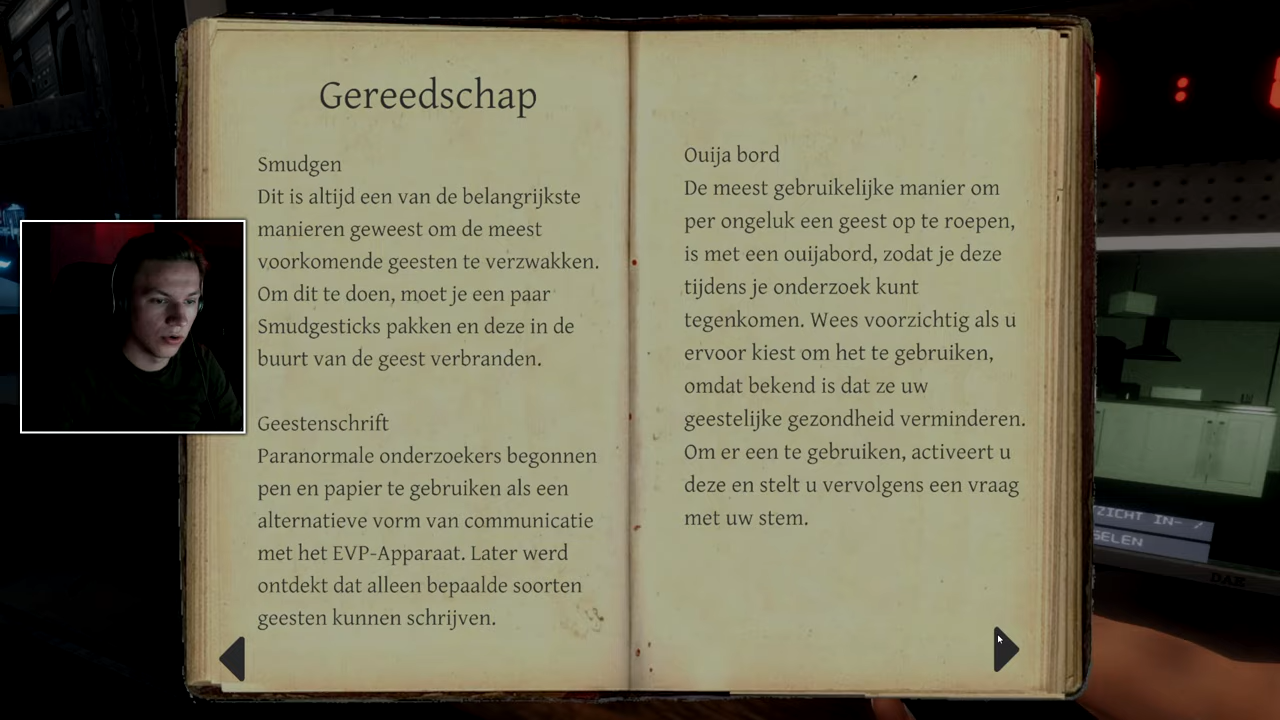 Gereedschap
Smudgen
Dit is altijd een van de belangrijkste
manieren geweest om de meest
voorkomende geesten te verzwakken.
Om dit te doen, moet je een paar
Smudgesticks pakken en deze in de
buurt van de geest verbranden.
Geestenschrift
Paranormale onderzoekers begonnen
pen en papier te gebruiken als een
alternatieve vorm van communicatie
met het EVP-Apparaat. Later werd
ontdekt dat alleen bepaalde soorten
geesten kunnen schrijven.
Ouija bord
De meest gebruikelijke manier om
per ongeluk een geest op te roepen,
is met een ouijabord, zodat je deze
tijdens je onderzoek kunt
tegenkomen. Wees voorzichtig als u
ervoor kiest om het te gebruiken,
omdat bekend is dat ze uw
geestelijke gezondheid verminderen.
Om er een te gebruiken, activeert u
deze en stelt u vervolgens een vraag
met uw stem.
ZICHT IN-
SELEN